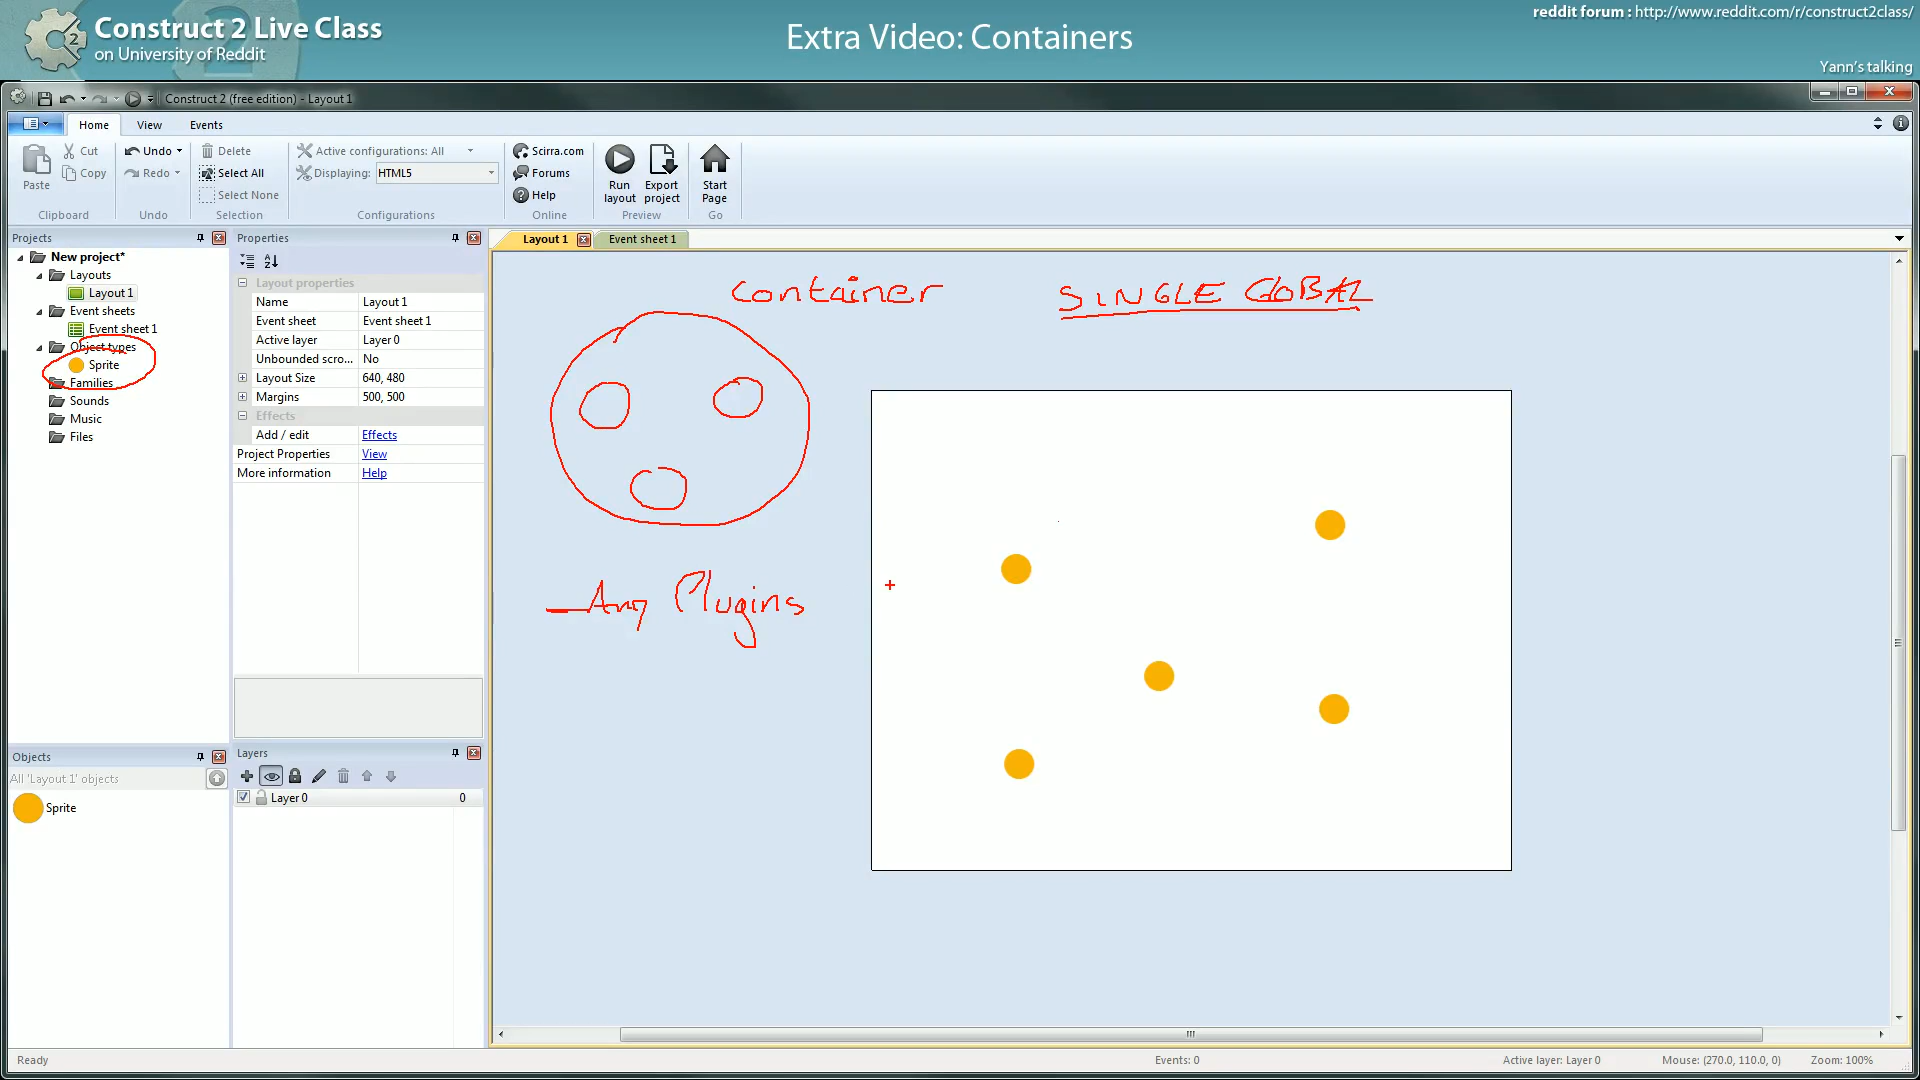 Construct 2 Live Class
on University of Reddit
Extra Video: Containers
reddit forum : http://www.reddit.com/r/construct2class/
Yann's talking
Construct 2 (free edition) - Layout 1
Home
View
Events
Paste
Cut
Copy
Clipboard
Undo
Redo
Undo
Delete
Select All
Select None
Selection
Active configurations: All
Displaying: HTML5
Configurations
Scirra.com
Forums
Help
Online
Run layout
Export project
Preview
Start Page
Go
Projects
New project*
Layouts
Layout 1
Event sheets
Event sheet 1
Object types
Sprite
Families
Sounds
Music
Files
Properties
Layout properties
Name Layout 1
Event sheet Event sheet 1
Active layer Layer 0
Unbounded scro... No
Layout Size 640, 480
Margins 500, 500
Effects
Add / edit Effects
Project Properties View
More information Help
Layout 1
Event sheet 1
Container
SINGLE GLOBAL
Any Plugins
Objects
All 'Layout 1' objects
Sprite
Layers
Layer 0 0
Ready
Events: 0
Active layer: Layer 0
Mouse: (270.0, 110.0, 0)
Zoom: 100%